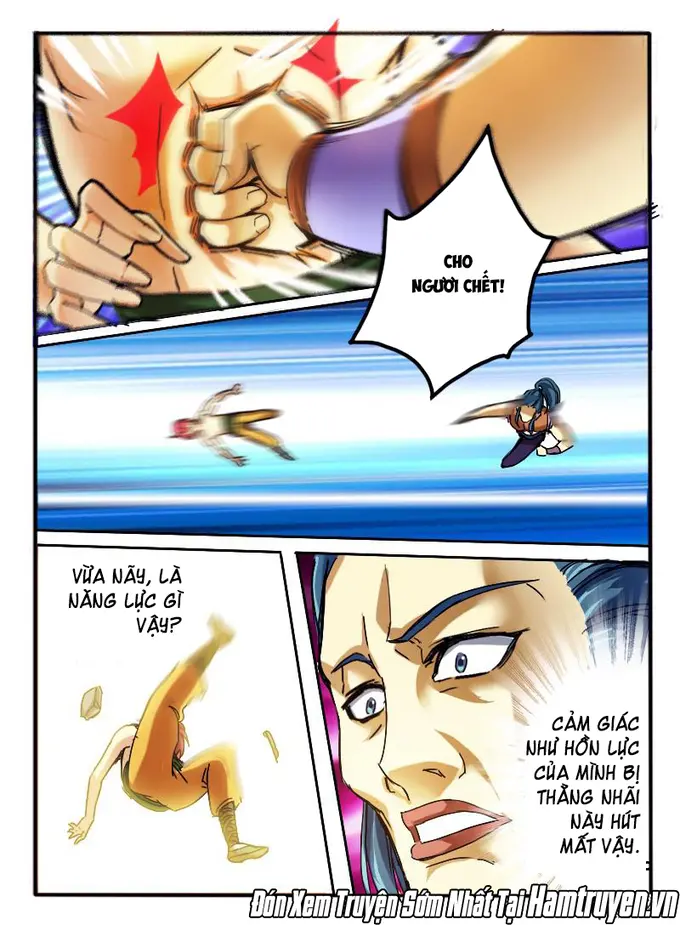 CHO
NGƯƠI CHẾT!
VỪA NÃY, LÀ
NĂNG LỰC GÌ
VẬY?
CẢM GIÁC
NHƯ HỒN LỰC
CỦA MÌNH BỊ
THẰNG NHÃI
NÀY HÚT
MẤT VẬY.
Đón Xem Truyện Sớm Nhất Tại Hamtruyen.vn